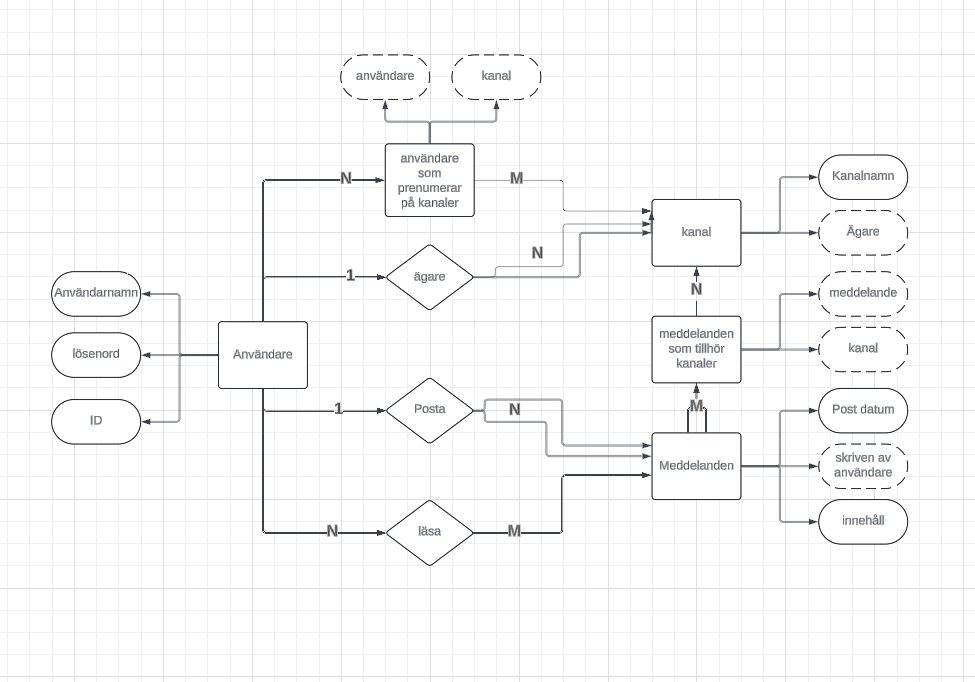 användare
kanal
användare
som
prenumerar
på kanaler
N
M
Kanalnamn
kanal
Ägare
N
ägare
1
Användarnamn
meddelande
N
lösenord
Användare
meddelanden
som tillhör
kanaler
kanal
ID
1
Posta
N
M
Post datum
Meddelanden
skriven av
användare
N
läsa
M
innehåll